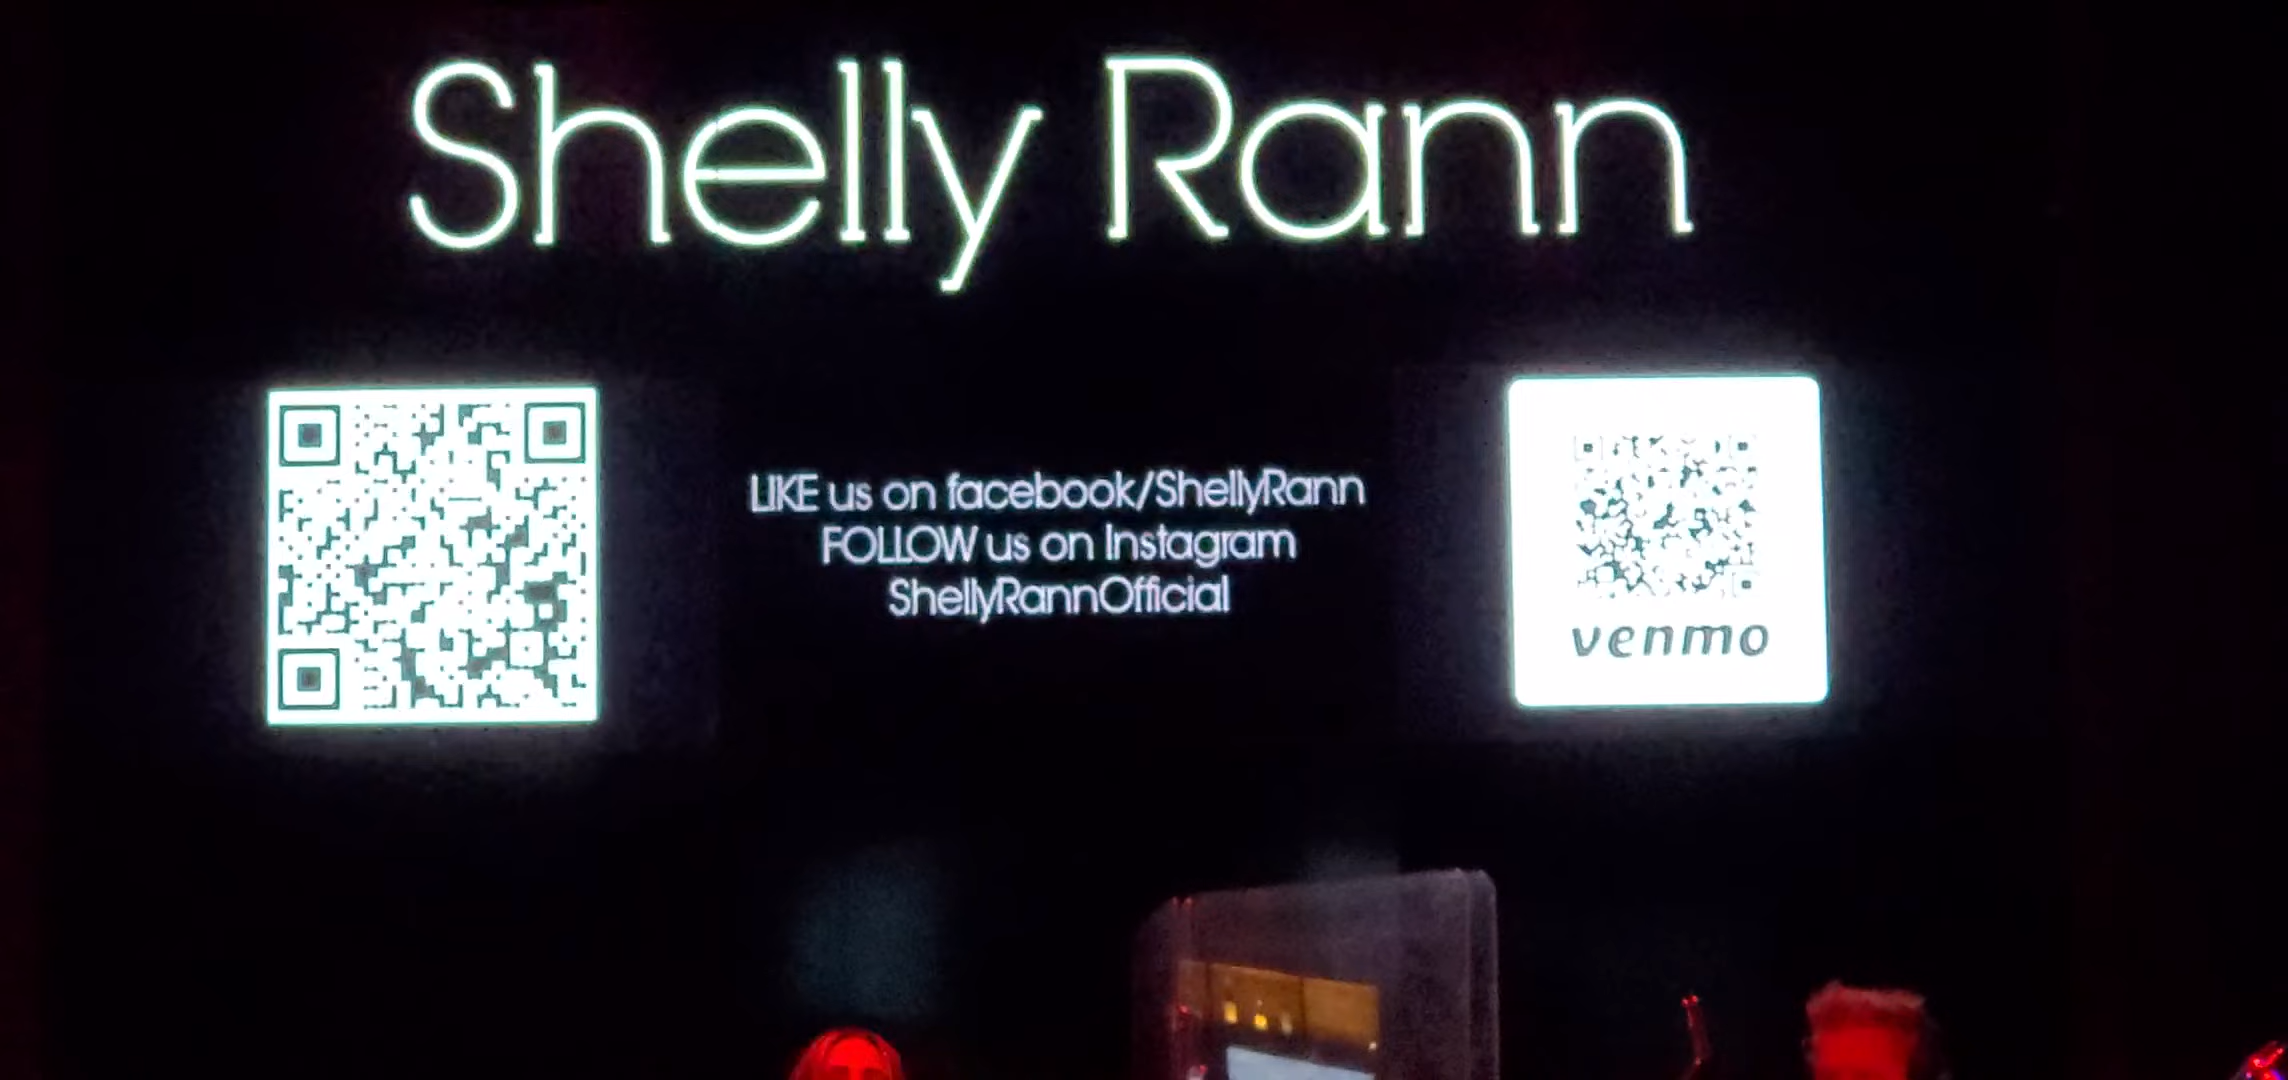 Shelly Rann
LIKE us on facebook/ShellyRann
FOLLOW us on Instagram
ShellyRannOfficial
venmo